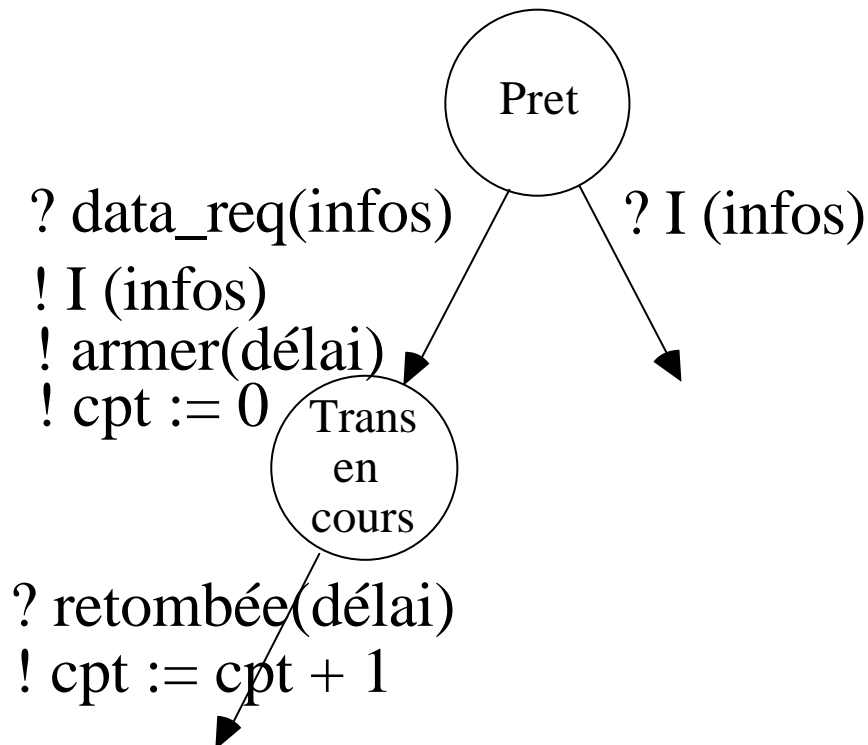 Pret
? data_req(infos)
? I (infos)
! I (infos)
! armer(délai)
! cpt := 0
Trans
en
cours
? retombée(délai)
! cpt := cpt + 1